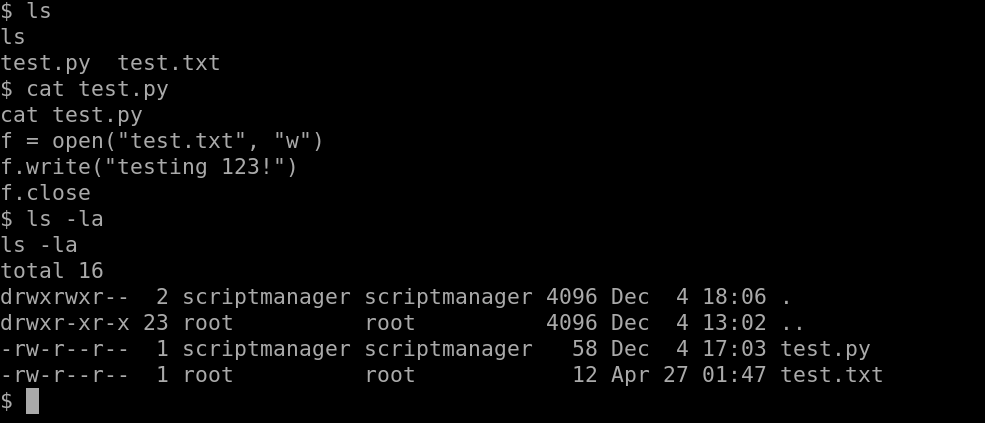 $ ls
ls
test.py  test.txt
$ cat test.py
cat test.py
f = open("test.txt", "w")
f.write("testing 123!")
f.close
$ ls -la
ls -la
total 16
drwxrwxr--  2 scriptmanager scriptmanager 4096 Dec  4 18:06 .
drwxr-xr-x 23 root          root          4096 Dec  4 13:02 ..
-rw-r--r--  1 scriptmanager scriptmanager   58 Dec  4 17:03 test.py
-rw-r--r--  1 root          root            12 Apr 27 01:47 test.txt
$